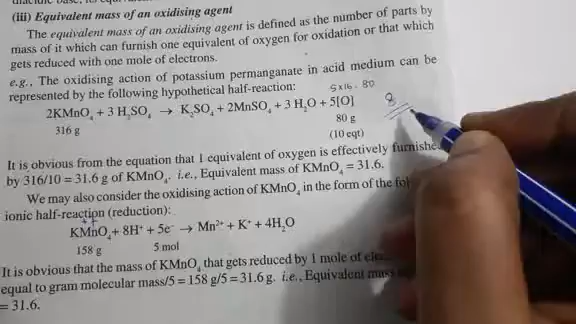 (iii) Equivalent mass of an oxidising agent
The equivalent mass of an oxidising agent is defined as the number of parts by
mass of it which can furnish one equivalent of oxygen for oxidation or that which
gets reduced with one mole of electrons.
e.g., The oxidising action of potassium permanganate in acid medium can be
represented by the following hypothetical half-reaction: 5×16 = 80
2KMnO₄ + 3 H₂SO₄ → K₂SO₄ + 2MnSO₄ + 3 H₂O + 5[O] 8
316 g 80 g
(10 eqt)
It is obvious from the equation that 1 equivalent of oxygen is effectively furnishe
by 316/10 = 31.6 g of KMnO₄. i.e., Equivalent mass of KMnO₄ = 31.6.
We may also consider the oxidising action of KMnO₄ in the form of the
ionic half-reaction (reduction):
KMnO₄ + 8H⁺ + 5e⁻ → Mn²⁺ + K⁺ + 4H₂O
158 g 5 mol
It is obvious that the mass of KMnO₄ that gets reduced by 1 mole of
equal to gram molecular mass/5 = 158 g/5 = 31.6 g. i.e., Equivalent mass
= 31.6.